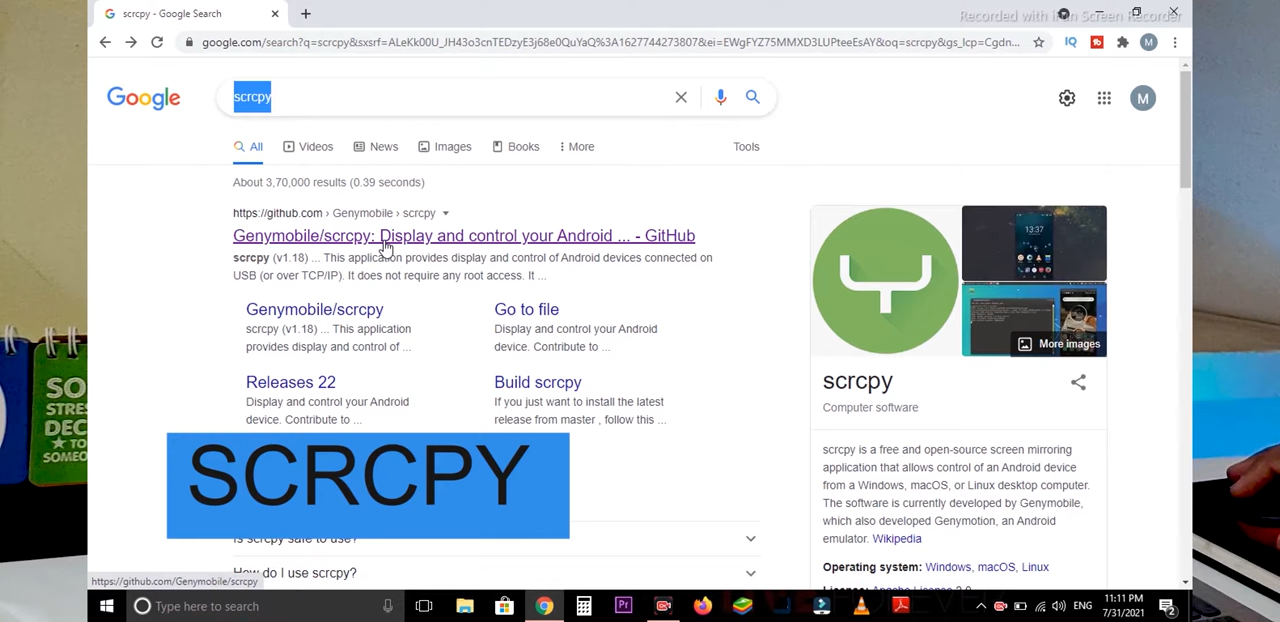 scrcpy - Google Search
Recorded with iTop Screen Recorder
google.com/search?q=scrcpy&sxsrf=ALeKk00U_JH43o3cnTEDzyE3j68e0QuYaQ%3A1627744273807&ei=EWgFYZ75MMXD3LUPteeEsAY&oq=scrcpy&gs_lcp=Cgdn...
IQ
M
Google
scrcpy
M
All
Videos
News
Images
Books
More
Tools
About 3,70,000 results (0.39 seconds)
https://github.com › Genymobile › scrcpy
Genymobile/scrcpy: Display and control your Android ... - GitHub
scrcpy (v1.18) ... This application provides display and control of Android devices connected on
USB (or over TCP/IP). It does not require any root access. It ...
Genymobile/scrcpy
scrcpy (v1.18) ... This application
provides display and control of ...
Go to file
Display and control your Android
device. Contribute to ...
Releases 22
Display and control your Android
device. Contribute to ...
Build scrcpy
If you just want to install the latest
release from master , follow this ...
SCRCPY
Is scrcpy safe to use?
How do I use scrcpy?
More images
scrcpy
Computer software
scrcpy is a free and open-source screen mirroring
application that allows control of an Android device
from a Windows, macOS, or Linux desktop computer.
The software is currently developed by Genymobile,
which also developed Genymotion, an Android
emulator. Wikipedia
Operating system: Windows, macOS, Linux
License: Apache License 2.0
https://github.com/Genymobile/scrcpy
SO
STRES
DEC
TO
SOMEO
Type here to search
Pr
ENG
11:11 PM
7/31/2021
2